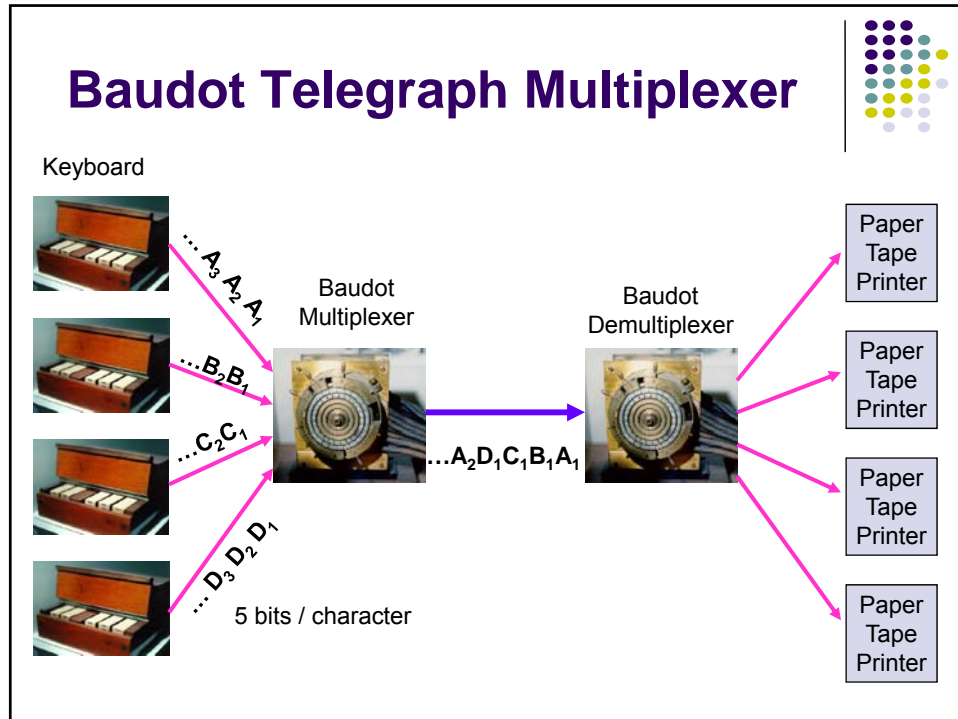 Baudot Telegraph Multiplexer
Keyboard
… A₃ A₂ A₁
…B₂B₁
…C₂C₁
… D₃ D₂ D₁
5 bits / character
Baudot
Multiplexer
…A₂D₁C₁B₁A₁
Baudot
Demultiplexer
Paper
Tape
Printer
Paper
Tape
Printer
Paper
Tape
Printer
Paper
Tape
Printer